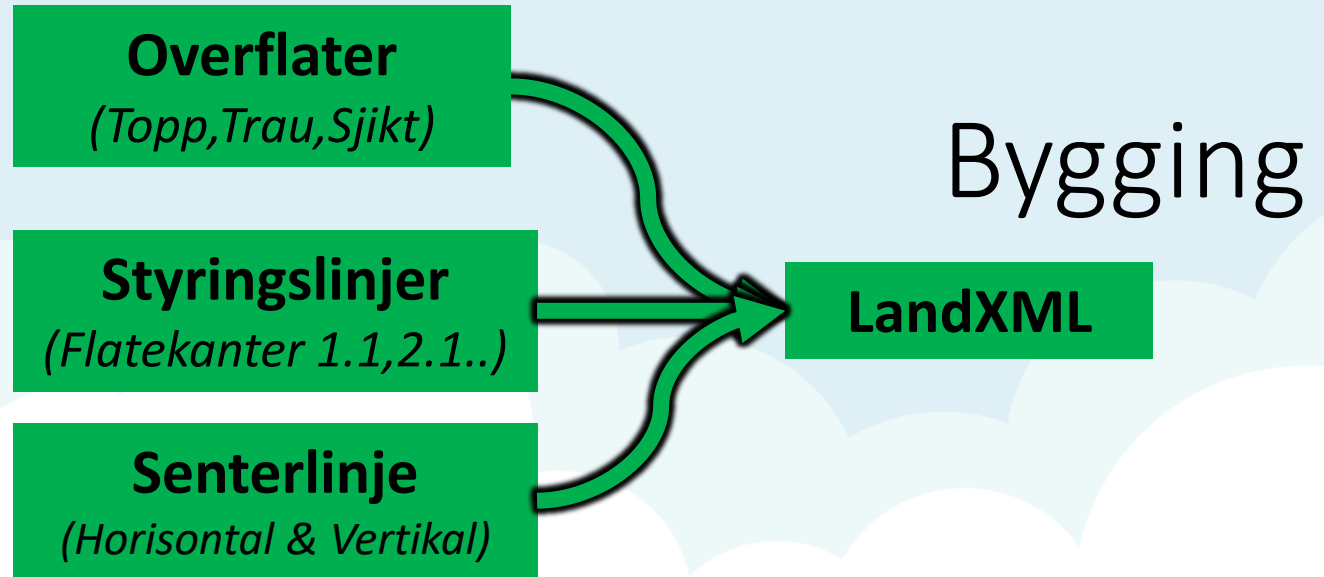 Overflater
(Topp,Trau,Sjikt)
Bygging
Styringslinjer
(Flatekanter 1.1,2.1..)
LandXML
Senterlinje
(Horisontal & Vertikal)